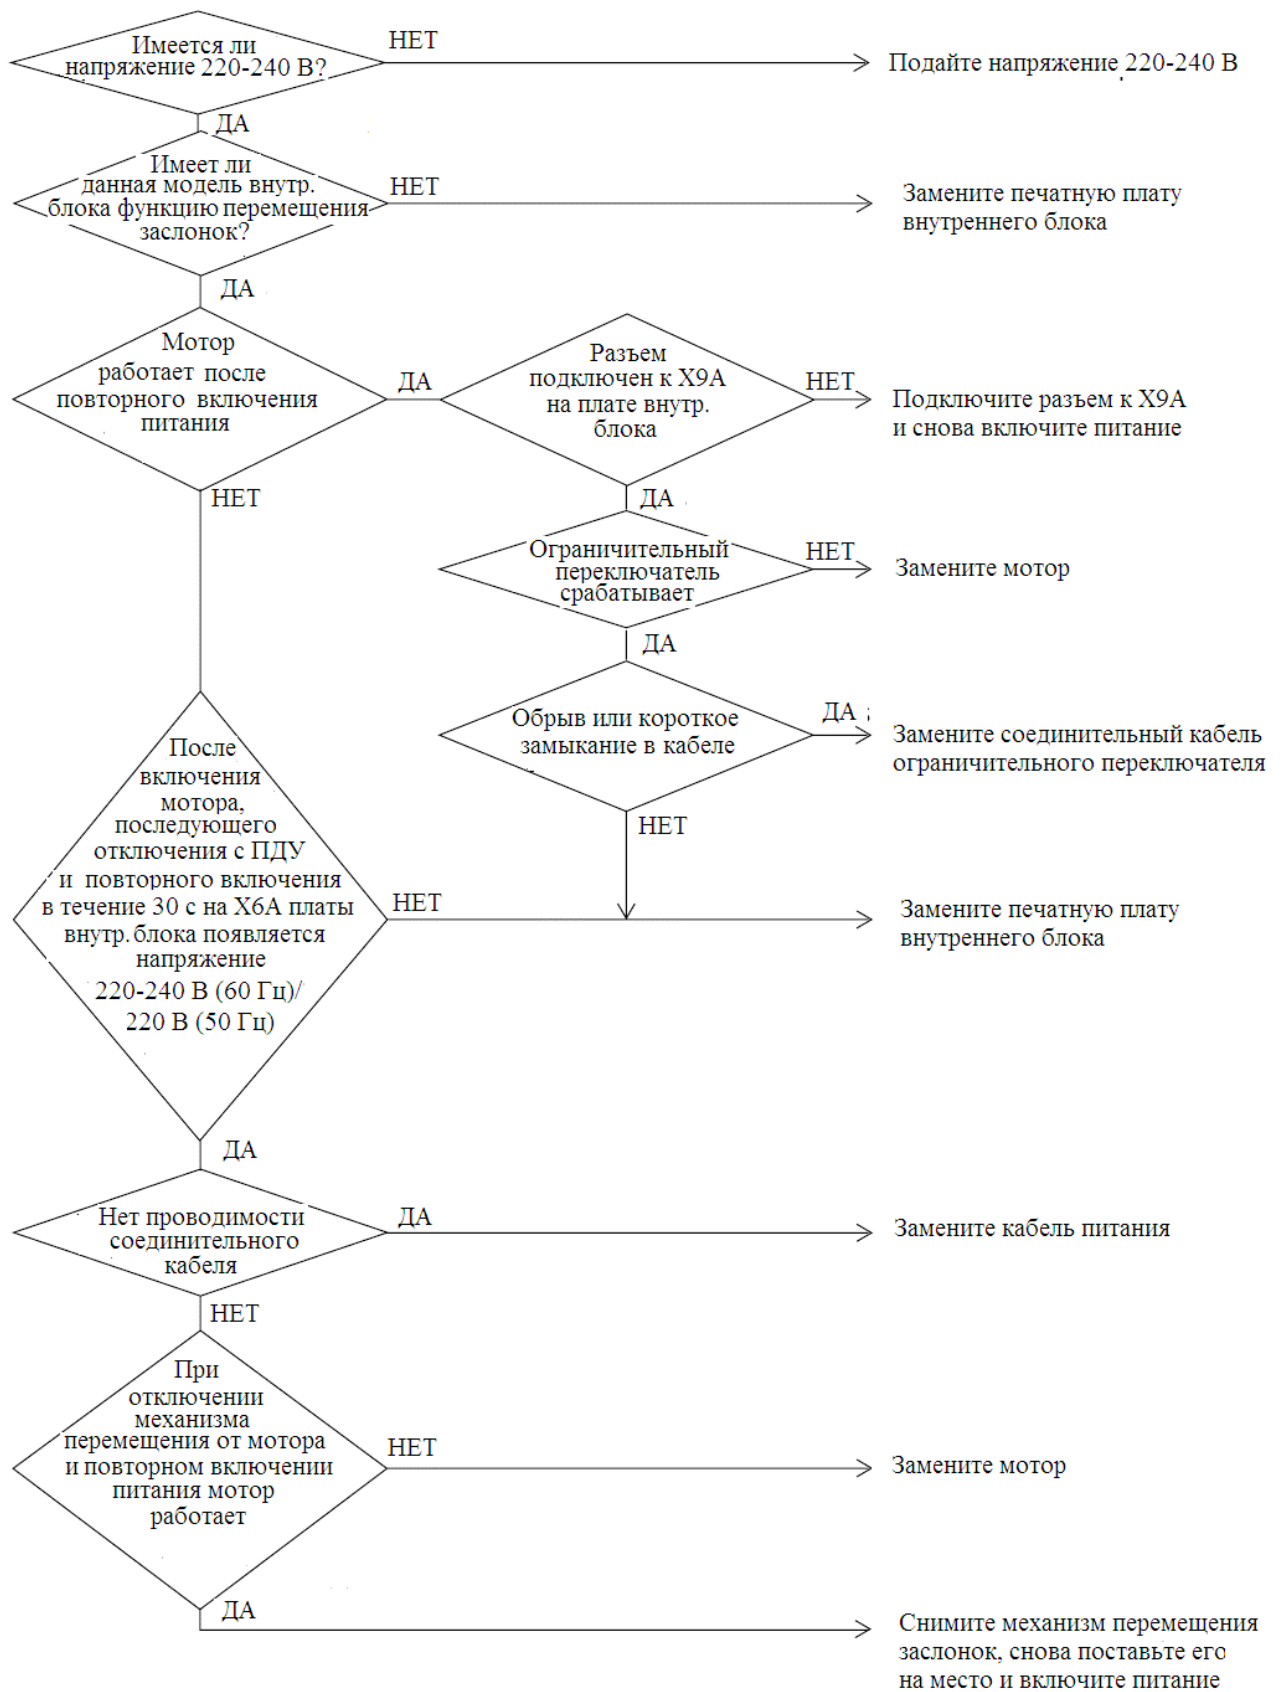 Имеется ли
напряжение 220-240 В?
НЕТ
Подайте напряжение 220-240 В
ДА
Имеет ли
данная модель внутр.
блока функцию перемещения
заслонок?
НЕТ
Замените печатную плату
внутреннего блока
ДА
Мотор
работает после
повторного включения
питания
ДА
Разъем
подключен к X9A
на плате внутр.
блока
НЕТ
Подключите разъем к X9A
и снова включите питание
НЕТ
ДА
Ограничительный
переключатель
срабатывает
НЕТ
Замените мотор
ДА
Обрыв или короткое
замыкание в кабеле
ДА
Замените соединительный кабель
ограничительного переключателя
НЕТ
После
включения
мотора,
последующего
отключения с ПДУ
и повторного включения
в течение 30 с на X6A платы
внутр. блока появляется
напряжение
220-240 В (60 Гц)/
220 В (50 Гц)
НЕТ
Замените печатную плату
внутреннего блока
ДА
Нет проводимости
соединительного
кабеля
ДА
Замените кабель питания
НЕТ
При
отключении
механизма
перемещения от мотора
и повторном включении
питания мотор
работает
НЕТ
Замените мотор
ДА
Снимите механизм перемещения
заслонок, снова поставьте его
на место и включите питание